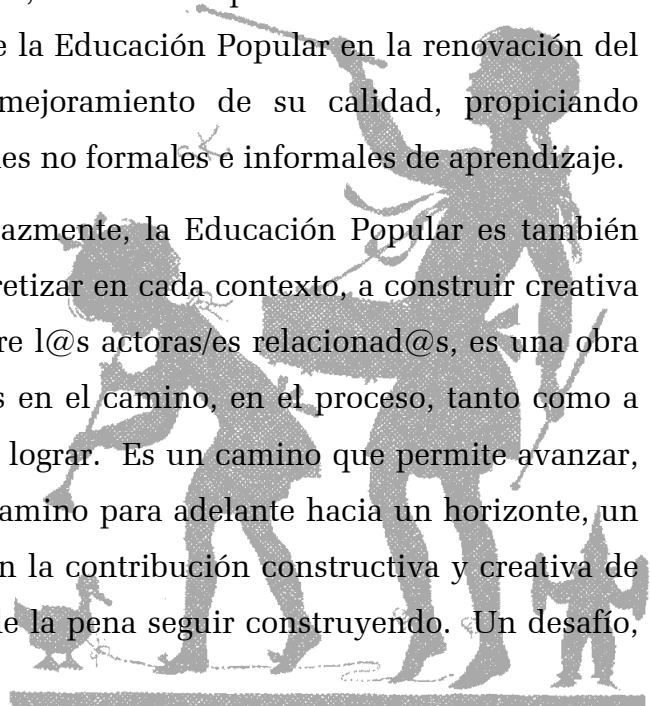 la Educación Popular en la renovación del
mejoramiento de su calidad, propiciando
es no formales e informales de aprendizaje.
azmente, la Educación Popular es también
retizar en cada contexto, a construir creativa
re l@s actoras/es relacionad@s, es una obra
s en el camino, en el proceso, tanto como a
lograr. Es un camino que permite avanzar,
amino para adelante hacia un horizonte, un
n la contribución constructiva y creativa de
le la pena seguir construyendo. Un desafío,